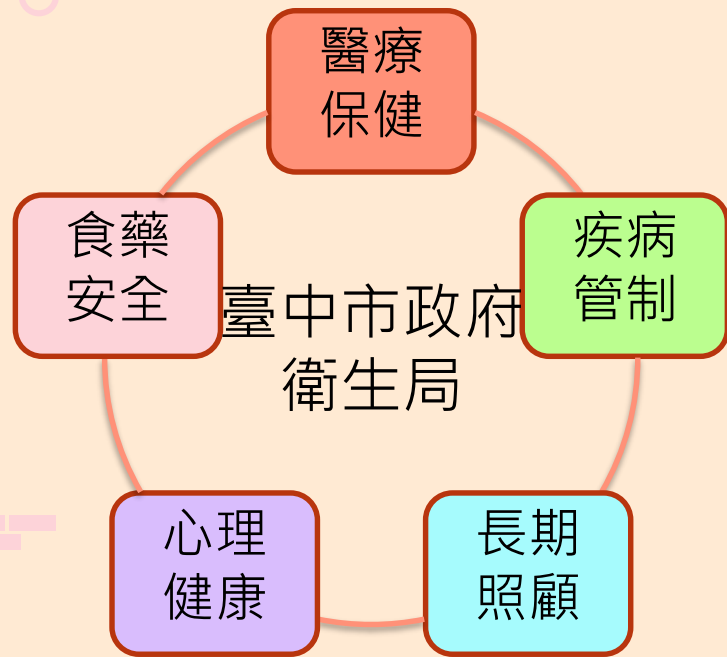 醫療
保健
疾病
管制
長期
照顧
心理
健康
食藥
安全
臺中市政府
衛生局